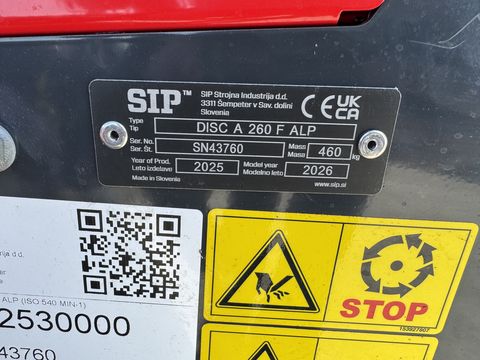 SIP™
SIP Strojna Industrija d.d.
3311 Šempeter v Sav. dolini
Slovenia
CE UK CA
Type
Tip
DISC A 260 F ALP
Ser. No.
Ser. Št.
SN43760
Mass
Masa
460 kg
Year of Prod.
Leto izdelave
2025
Model year
Modelno leto
2026
Made in Slovenia
www.sip.si
d.d.
ALP (ISO 540 MIN-1)
2530000
43760
STOP
153927807